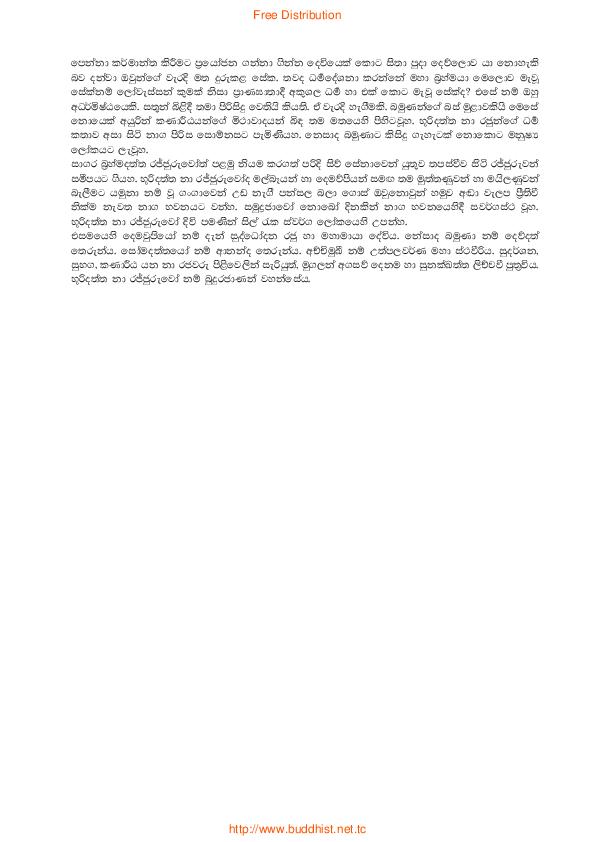 Free Distribution
පෙන්නා කර්මාන්ත කිරීමට ප්‍රයෝජන ගන්නා ගින්න දෙවියෙක් කොට සිතා පුදා දෙව්ලොව යා නොහැකි
බව දන්වා ඔවුන්ගේ වැරදි මත දුරුකළ සේක. තවද ධර්මදේශනා කරන්නේ මහා බ්‍රහ්මයා මෙලොව මැවූ
සේක්නම් ලෝවැස්සන් කුමක් නිසා ප්‍රාණඝාතාදී අකුශල ධර්ම හා එක් කොට මැවූ සේක්ද? එසේ නම් ඔහු
අධර්මිෂ්ඨයෙකි. සතුන් බිළිදී තමා පිරිසිදු වෙතියි කියති. ඒ වැරදි හැගීමකි. බමුණන්ගේ බස් මුළාවකියි මෙසේ
නොයෙක් අයුරින් කණාරිඨයන්ගේ මිථාවාදයන් බිඳ තම මතයෙහි පිහිටවූහ. භූරිදත්ත නා රජුන්ගේ ධර්ම
කතාව අසා සිටි නාග පිරිස සොම්නසට පැමිණියහ. නෙසාද බමුණාට කිසිදු ගැහැටක් නොකොට මනුෂ්‍ය
ලෝකයට ලැවූහ.
සාගර බ්‍රහ්මදත්ත රජ්ජුරුවෝත් පළමු නියම කරගත් පරිදි සිව් සේනාවෙන් යුතුව තපස්වීව සිටි රජ්ජුරුවන්
සමීපයට ගියහ. භූරිදත්ත නා රජ්ජුරුවෝද මල්බෑයන් හා දෙමව්පියන් සමඟ තම මුත්තණුවන් හා මයිලණුවන්
බැලීමට යමුනා නම් වූ ගංගාවෙන් උඩ නැගී පන්සල බලා ගොස් ඔවුනොවුන් හමුව අඬා වැලප ප්‍රීතිවී
තික්ම නැවත නාග භවනයට වන්හ. සමුද්‍රජාවෝ නොබෝ දිනකින් නාග භවනයෙහිදී සවර්ගස්ථ වූහ.
භූරිදත්ත නා රජ්ජුරුවෝ දිවි පමණින් සිල් රැක ස්වර්ග ලෝකයෙහි උපන්හ.
එසමයෙහි දෙමවුපියෝ නම් දැන් සුද්ධෝදන රජු හා මහාමායා දේවිය. නේසාද බමුණා නම් දෙව්දත්
තෙරුන්ය. සෝමදත්තයෝ නම් ආනන්ද තෙරුන්ය. අච්චිමුඛී නම් උත්පලවර්ණ මහා ස්ථවීරිය. සුදර්ශන,
සුභග, කණාරිඨ යන නා රජවරු පිළිවෙලින් සැරියුත්, මුගලන් අගසව් දෙනම හා සුනක්ඛත්ත ලිච්චවී පුත්‍රවිය.
භූරිදත්ත නා රජ්ජුරුවෝ නම් බුදුරජාණන් වහන්සේය.
http://www.buddhist.net.tc